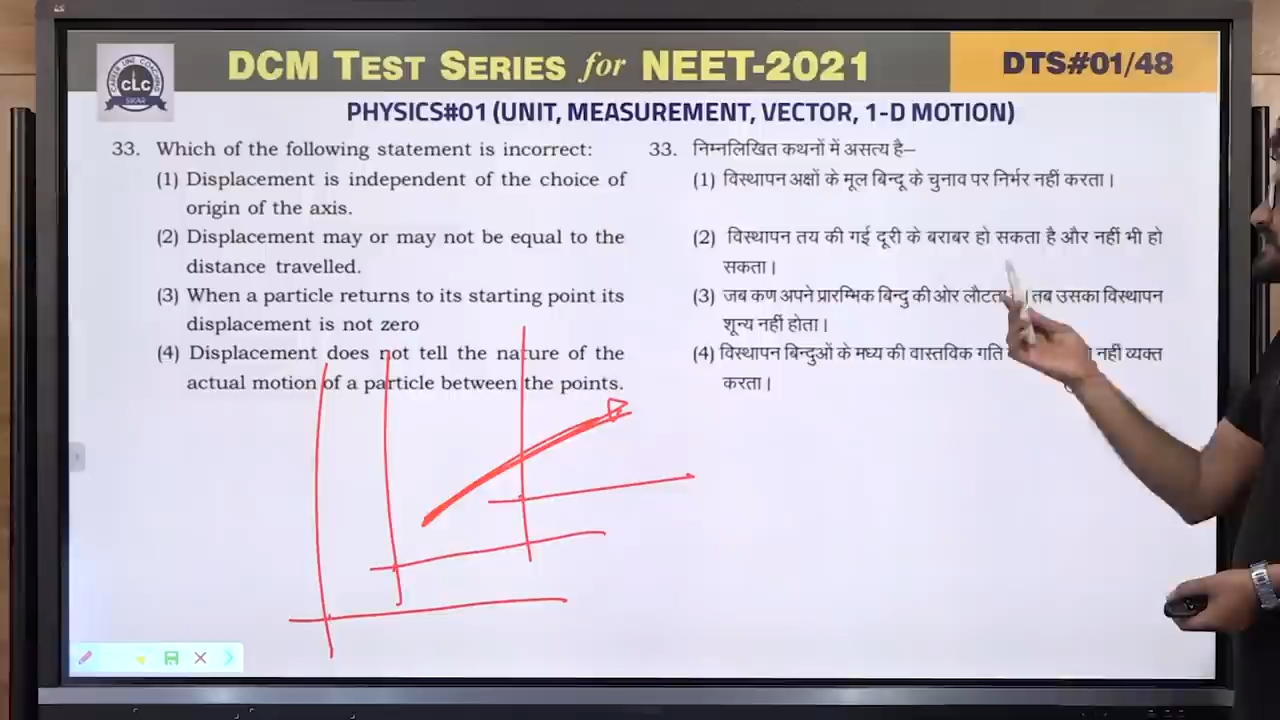 DCM TEST SERIES for NEET-2021
DTS#01/48
CAREER LINE COACHING
CLC
SIKAR
PHYSICS#01 (UNIT, MEASUREMENT, VECTOR, 1-D MOTION)
33. Which of the following statement is incorrect:
(1) Displacement is independent of the choice of
origin of the axis.
(2) Displacement may or may not be equal to the
distance travelled.
(3) When a particle returns to its starting point its
displacement is not zero
(4) Displacement does not tell the nature of the
actual motion of a particle between the points.
33. निम्नलिखित कथनों में असत्य है–
(1) विस्थापन अक्षों के मूल बिन्दू के चुनाव पर निर्भर नहीं करता।
(2) विस्थापन तय की गई दूरी के बराबर हो सकता है और नहीं भी हो
सकता।
(3) जब कण अपने प्रारम्भिक बिन्दु की ओर लौटता तब उसका विस्थापन
शून्य नहीं होता।
(4) विस्थापन बिन्दुओं के मध्य की वास्तविक गति नहीं व्यक्त
करता।